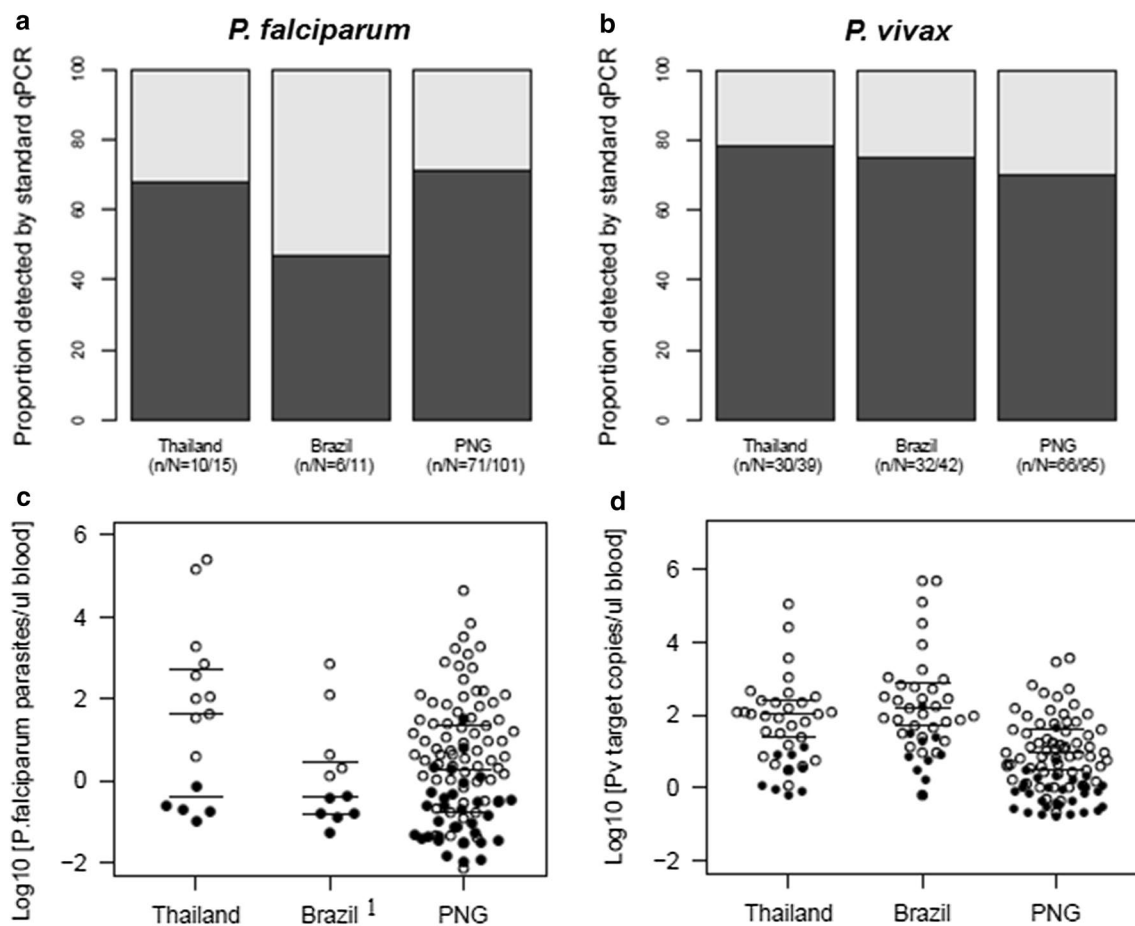 a
P. falciparum
Proportion detected by standard qPCR
100
80
60
40
20
0
Thailand
(n/N=10/15)
Brazil
(n/N=6/11)
PNG
(n/N=71/101)
b
P. vivax
Proportion detected by standard qPCR
100
80
60
40
20
0
Thailand
(n/N=30/39)
Brazil
(n/N=32/42)
PNG
(n/N=66/95)
c
Log10 [P.falciparum parasites/ul blood]
6
4
2
0
−2
Thailand
Brazil 1
PNG
d
Log10 [Pv target copies/ul blood]
6
4
2
0
−2
Thailand
Brazil
PNG